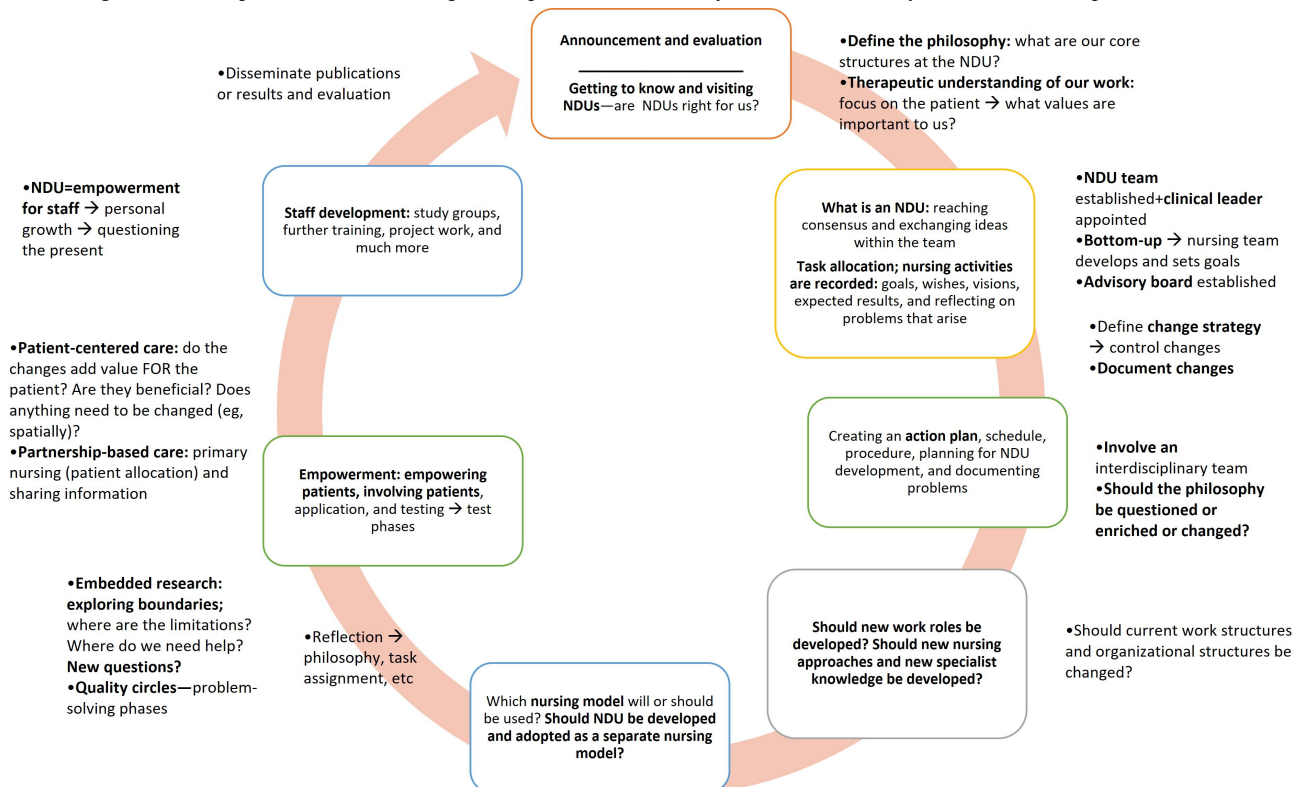 Announcement and evaluation
Getting to know and visiting
NDUs—are NDUs right for us?
•Define the philosophy: what are our core
structures at the NDU?
•Therapeutic understanding of our work:
focus on the patient → what values are
important to us?
What is an NDU: reaching
consensus and exchanging ideas
within the team
Task allocation; nursing activities
are recorded: goals, wishes, visions,
expected results, and reflecting on
problems that arise
•NDU team
established+clinical leader
appointed
•Bottom-up → nursing team
develops and sets goals
•Advisory board established
•Define change strategy
→ control changes
•Document changes
Creating an action plan, schedule,
procedure, planning for NDU
development, and documenting
problems
•Involve an
interdisciplinary team
•Should the philosophy
be questioned or
enriched or changed?
Should new work roles be
developed? Should new nursing
approaches and new specialist
knowledge be developed?
•Should current work structures
and organizational structures be
changed?
Which nursing model will or should
be used? Should NDU be developed
and adopted as a separate nursing
model?
•Reflection →
philosophy, task
assignment, etc
•Embedded research:
exploring boundaries;
where are the limitations?
Where do we need help?
New questions?
•Quality circles—problem-
solving phases
Empowerment: empowering
patients, involving patients,
application, and testing → test
phases
•Patient-centered care: do the
changes add value FOR the
patient? Are they beneficial? Does
anything need to be changed (eg,
spatially)?
•Partnership-based care: primary
nursing (patient allocation) and
sharing information
Staff development: study groups,
further training, project work, and
much more
•NDU=empowerment
for staff → personal
growth → questioning
the present
•Disseminate publications
or results and evaluation